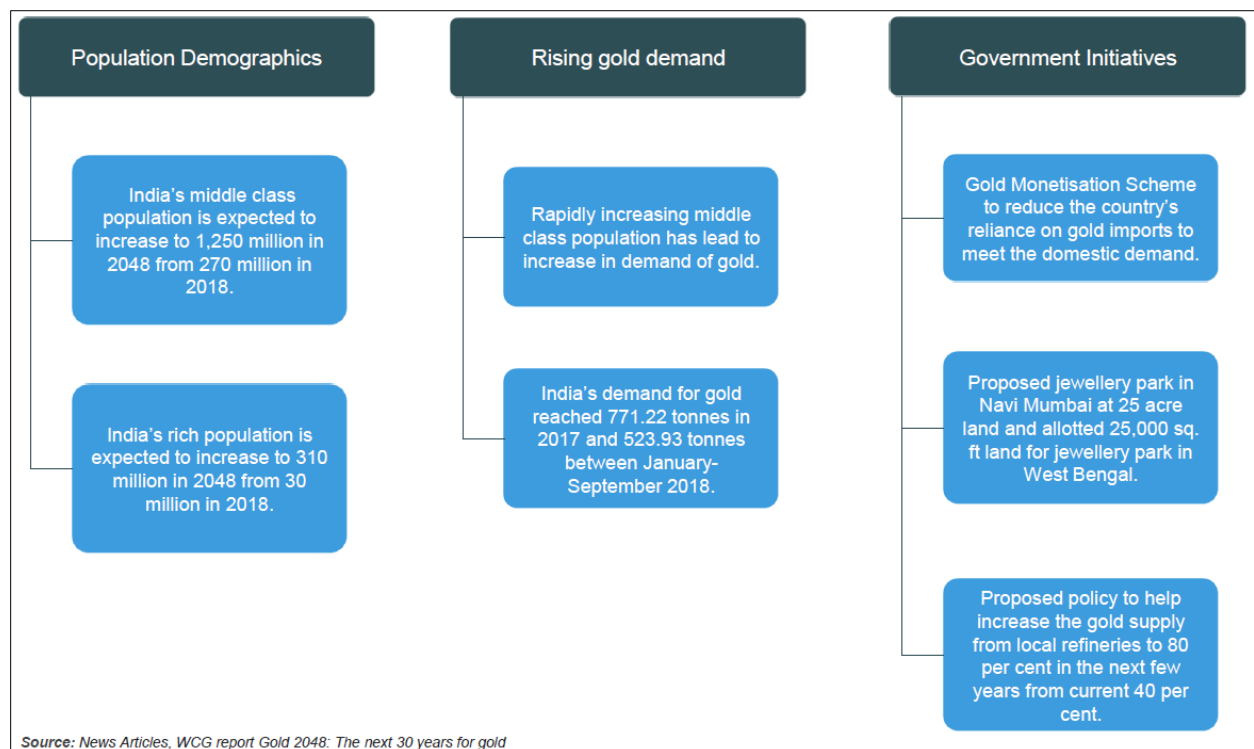 Population Demographics
India's middle class
population is expected to
increase to 1,250 million in
2048 from 270 million in
2018.
India's rich population is
expected to increase to 310
million in 2048 from 30
million in 2018.
Rising gold demand
Rapidly increasing middle
class population has lead to
increase in demand of gold.
India's demand for gold
reached 771.22 tonnes in
2017 and 523.93 tonnes
between January-
September 2018.
Government Initiatives
Gold Monetisation Scheme
to reduce the country's
reliance on gold imports to
meet the domestic demand.
Proposed jewellery park in
Navi Mumbai at 25 acre
land and allotted 25,000 sq.
ft land for jewellery park in
West Bengal.
Proposed policy to help
increase the gold supply
from local refineries to 80
per cent in the next few
years from current 40 per
cent.
Source: News Articles, WCG report Gold 2048: The next 30 years for gold